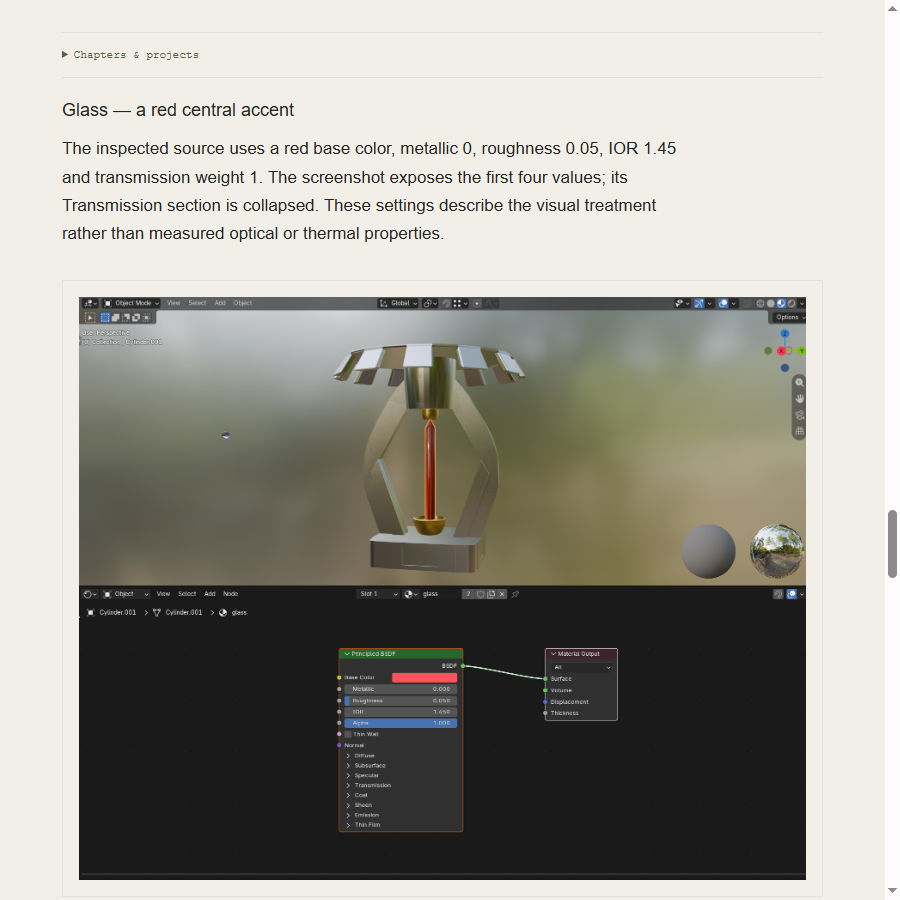 Chapters & projects
Glass — a red central accent
The inspected source uses a red base color, metallic 0, roughness 0.05, IOR 1.45
and transmission weight 1. The screenshot exposes the first four values; its
Transmission section is collapsed. These settings describe the visual treatment
rather than measured optical or thermal properties.
Object Mode View Select Add Object Global
Options
Z
X Y
Object View Select Add Node Slot 1 glass 2
Cylinder.001 > Cylinder.001 > glass
Principled BSDF
BSDF
Base Color
Metallic 0.000
Roughness 0.050
IOR 1.450
Alpha 1.000
Thin Wall
Normal
Diffuse
Subsurface
Specular
Transmission
Coat
Sheen
Emission
Thin Film
Material Output
All
Surface
Volume
Displacement
Thickness